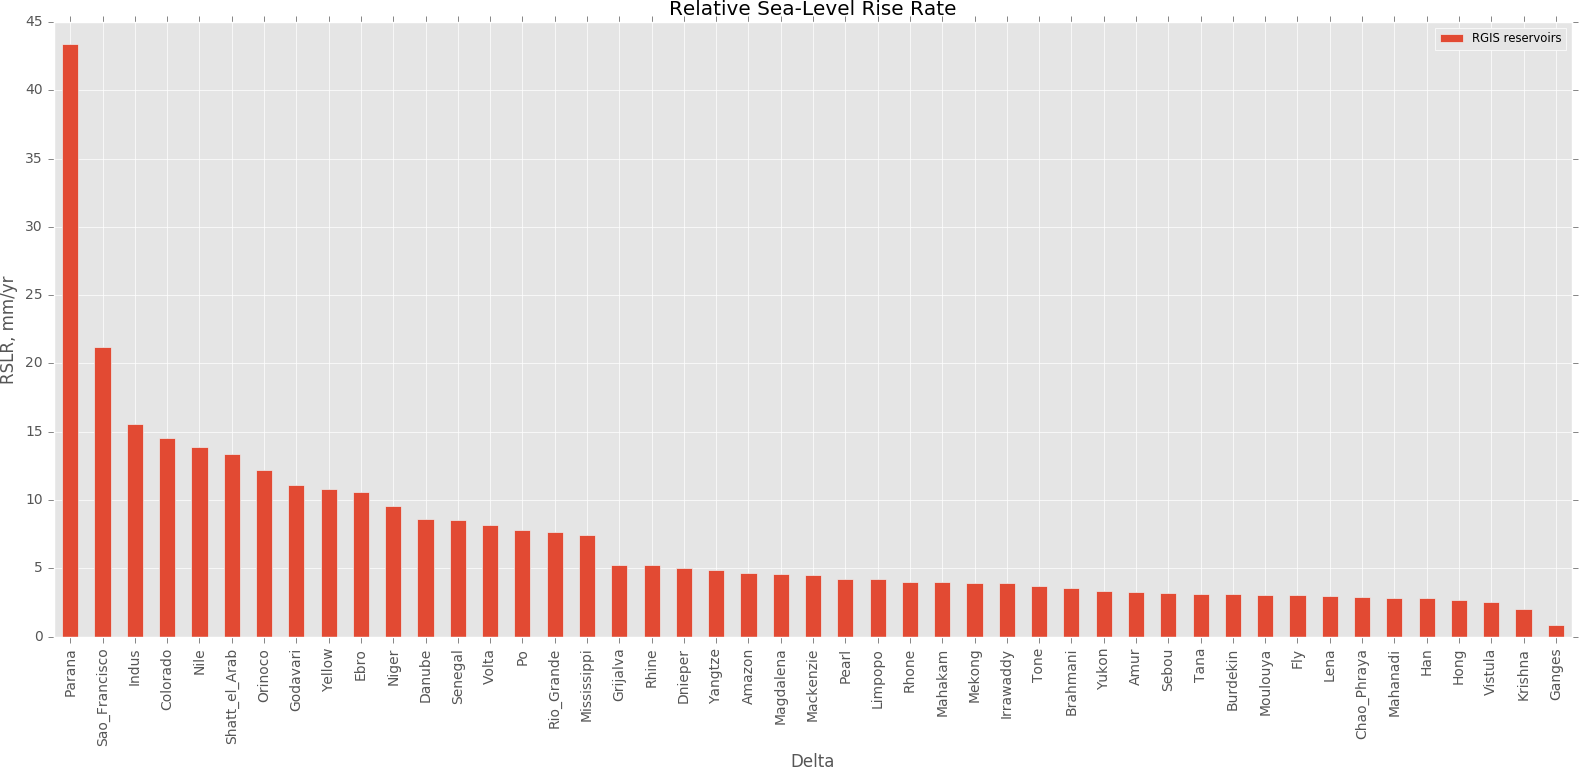 Relative Sea-Level Rise Rate
RGIS reservoirs
RSLR, mm/yr
45
40
35
30
25
20
15
10
5
0
Parana
Sao_Francisco
Indus
Colorado
Nile
Shatt_el_Arab
Orinoco
Godavari
Yellow
Ebro
Niger
Danube
Senegal
Volta
Po
Rio_Grande
Mississippi
Grijalva
Rhine
Dnieper
Yangtze
Amazon
Magdalena
Mackenzie
Pearl
Limpopo
Rhone
Mahakam
Mekong
Irrawaddy
Tone
Brahmani
Yukon
Amur
Sebou
Tana
Burdekin
Moulouya
Fly
Lena
Chao_Phraya
Mahanadi
Han
Hong
Vistula
Krishna
Ganges
Delta